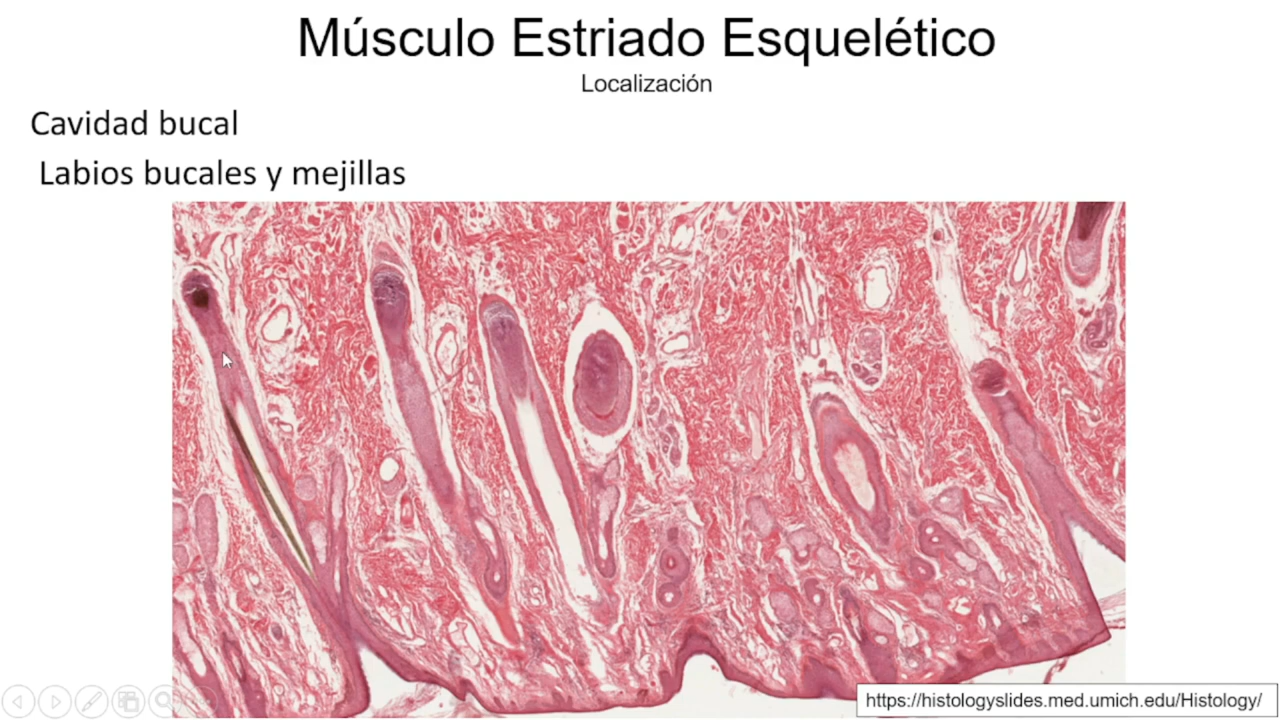 Músculo Estriado Esquelético
Localización
Cavidad bucal
Labios bucales y mejillas
https://histologyslides.med.umich.edu/Histology/